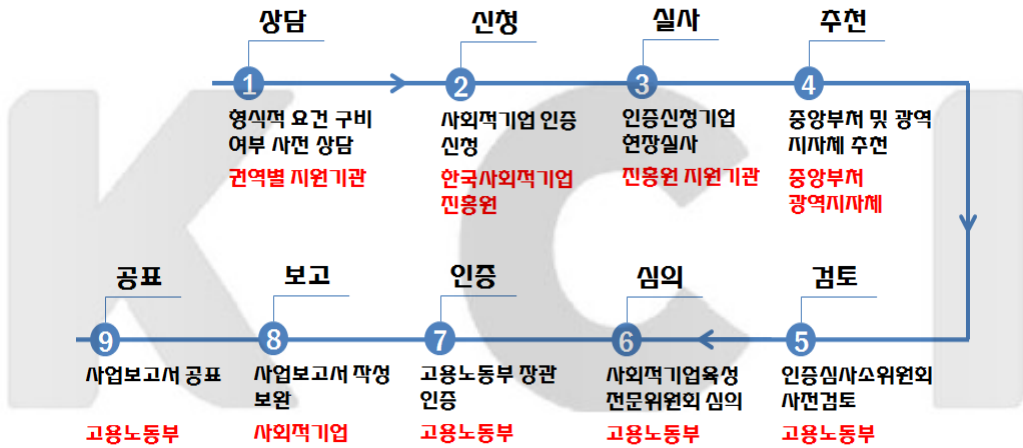 상담
신청
실사
추천
1
2
3
4
형식적 요건 구비
여부 사전 상담
권역별 지원기관
사회적기업 인증
신청
한국사회적기업
진흥원
인증신청기업
현장실사
진흥원 지원기관
중앙부처 및 광역
지자체 추천
중앙부처
광역지자체
공표
보고
인증
심의
검토
9
8
7
6
5
사업보고서 공표
고용노동부
사업보고서 작성
보완
사회적기업
고용노동부 장관
인증
고용노동부
사회적기업육성
전문위원회 심의
고용노동부
인증심사소위원회
사전검토
고용노동부
KCI